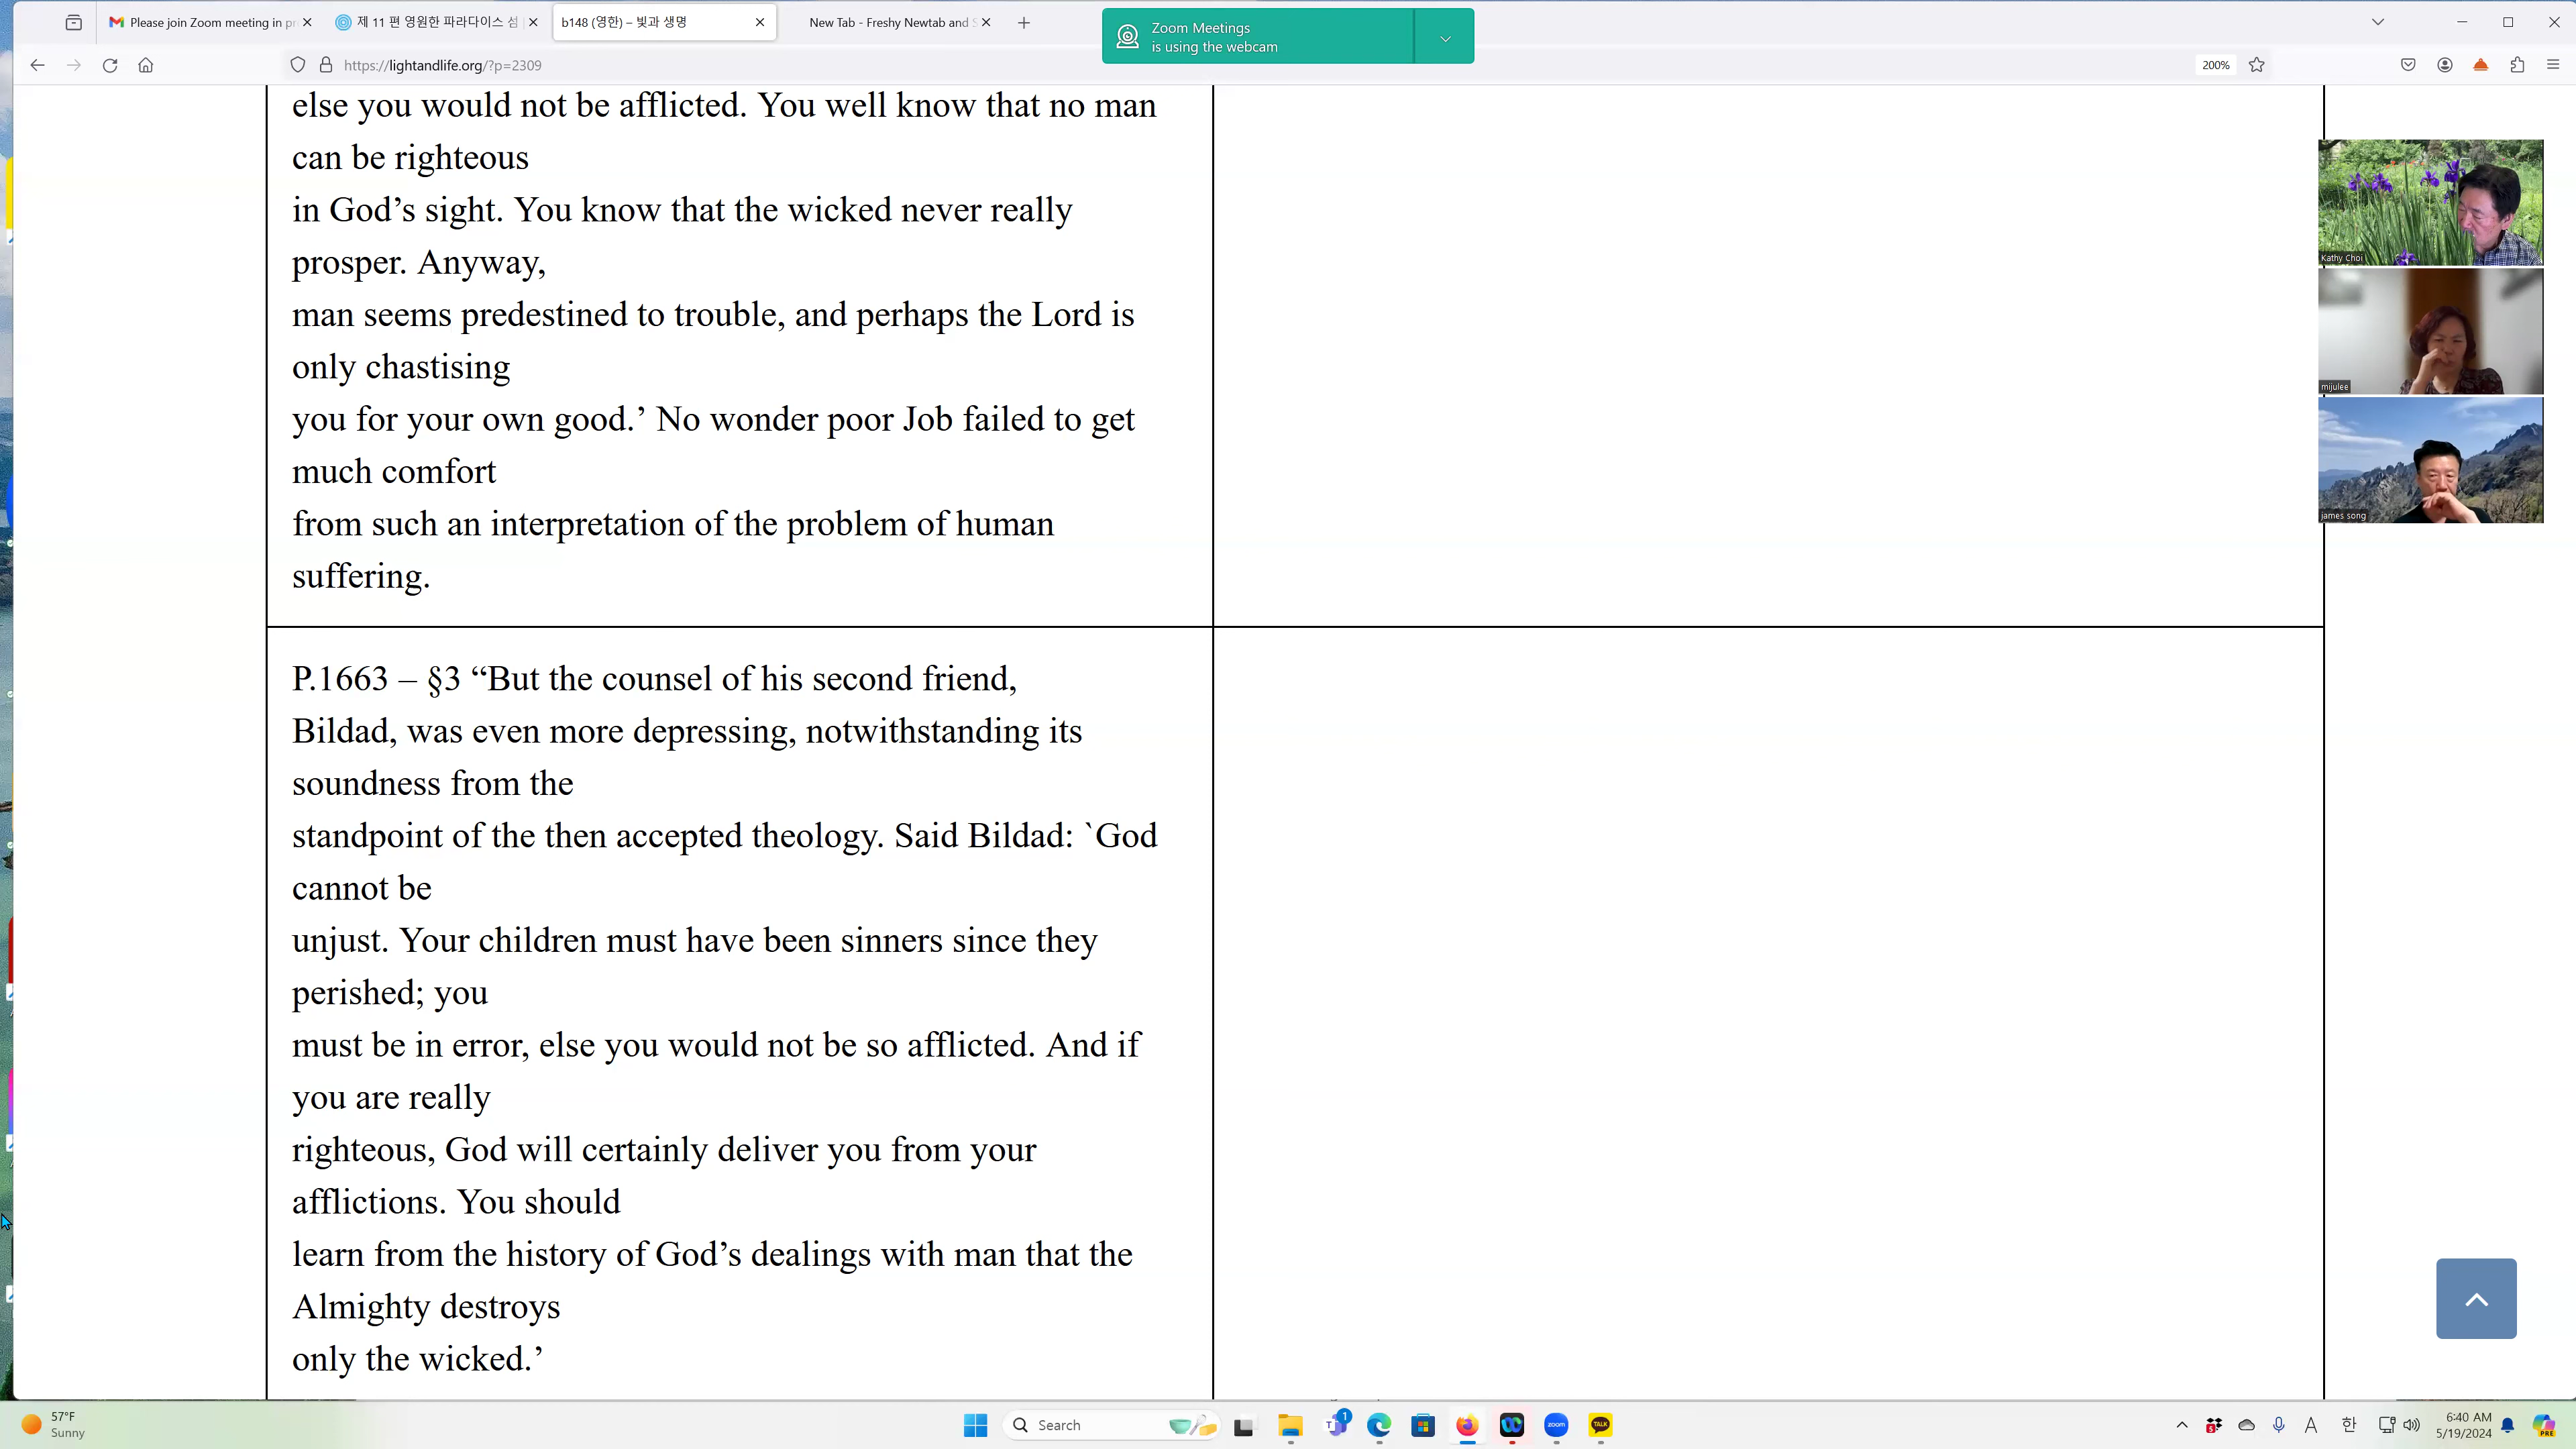 Please join Zoom meeting in pr
제 11 편 영원한 파라다이스 섬
b148 (영한) – 빛과 생명
New Tab - Freshy Newtab and S
Zoom Meetings
is using the webcam
https://lightandlife.org/?p=2309
200%
else you would not be afflicted. You well know that no man
can be righteous
in God’s sight. You know that the wicked never really
prosper. Anyway,
man seems predestined to trouble, and perhaps the Lord is
only chastising
you for your own good.’ No wonder poor Job failed to get
much comfort
from such an interpretation of the problem of human
suffering.
P.1663 – §3 “But the counsel of his second friend,
Bildad, was even more depressing, notwithstanding its
soundness from the
standpoint of the then accepted theology. Said Bildad: `God
cannot be
unjust. Your children must have been sinners since they
perished; you
must be in error, else you would not be so afflicted. And if
you are really
righteous, God will certainly deliver you from your
afflictions. You should
learn from the history of God’s dealings with man that the
Almighty destroys
only the wicked.’
Kathy Choi
mijulee
james song
57°F
Sunny
Search
1
zoom
TALK
A
한
6:40 AM
5/19/2024
PRE